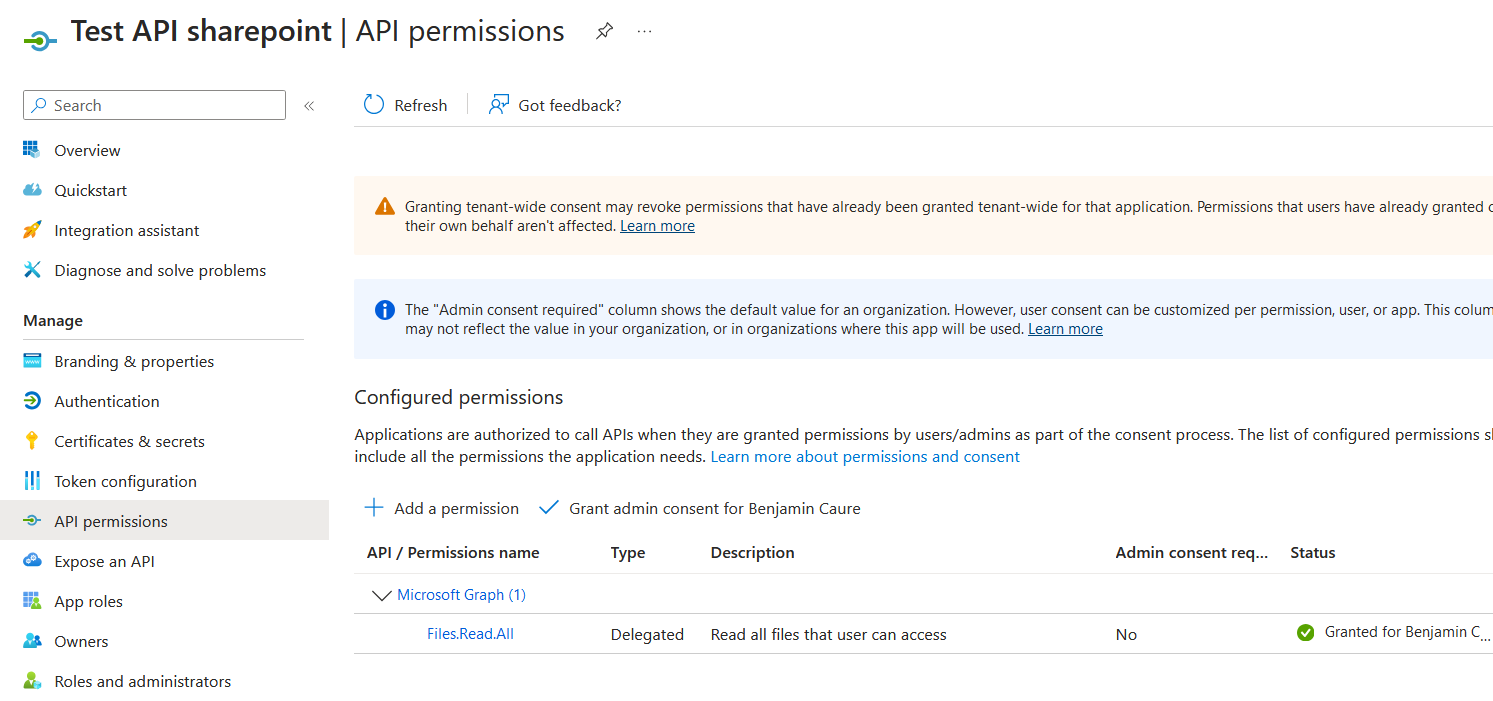 Test API sharepoint | API permissions ...
Search «
Overview
Quickstart
Integration assistant
Diagnose and solve problems
Manage
Branding & properties
Authentication
Certificates & secrets
Token configuration
API permissions
Expose an API
App roles
Owners
Roles and administrators
Refresh Got feedback?
Granting tenant-wide consent may revoke permissions that have already been granted tenant-wide for that application. Permissions that users have already granted
their own behalf aren't affected. Learn more
The "Admin consent required" column shows the default value for an organization. However, user consent can be customized per permission, user, or app. This colum
may not reflect the value in your organization, or in organizations where this app will be used. Learn more
Configured permissions
Applications are authorized to call APIs when they are granted permissions by users/admins as part of the consent process. The list of configured permissions
include all the permissions the application needs. Learn more about permissions and consent
Add a permission Grant admin consent for Benjamin Caure
API / Permissions name Type Description Admin consent req... Status
Microsoft Graph (1)
Files.Read.All Delegated Read all files that user can access No Granted for Benjamin C...